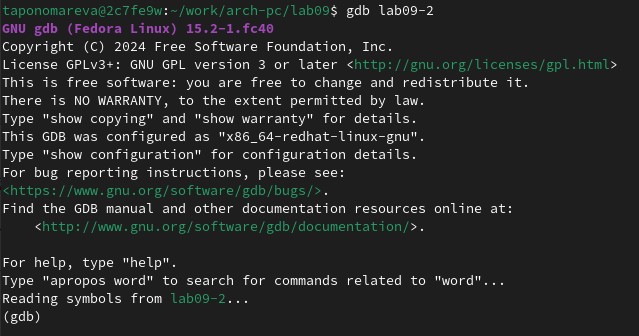 taponomareva@2c7fe9w:~/work/arch-pc/lab09$ gdb lab09-2
GNU gdb (Fedora Linux) 15.2-1.fc40
Copyright (C) 2024 Free Software Foundation, Inc.
License GPLv3+: GNU GPL version 3 or later <http://gnu.org/licenses/gpl.html>
This is free software: you are free to change and redistribute it.
There is NO WARRANTY, to the extent permitted by law.
Type "show copying" and "show warranty" for details.
This GDB was configured as "x86_64-redhat-linux-gnu".
Type "show configuration" for configuration details.
For bug reporting instructions, please see:
<https://www.gnu.org/software/gdb/bugs/>.
Find the GDB manual and other documentation resources online at:
    <http://www.gnu.org/software/gdb/documentation/>.

For help, type "help".
Type "apropos word" to search for commands related to "word"...
Reading symbols from lab09-2...
(gdb)